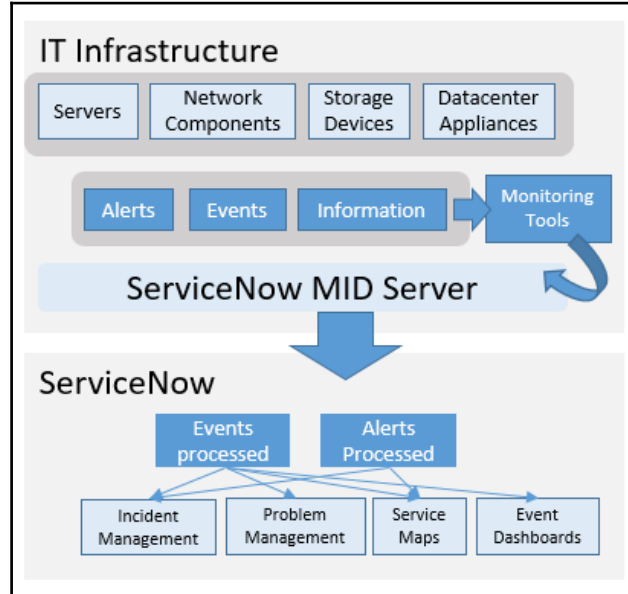 IT Infrastructure
Servers
Network
Components
Storage
Devices
Datacenter
Appliances
Alerts
Events
Information
Monitoring
Tools
ServiceNow MID Server
ServiceNow
Events
processed
Alerts
Processed
Incident
Management
Problem
Management
Service
Maps
Event
Dashboards